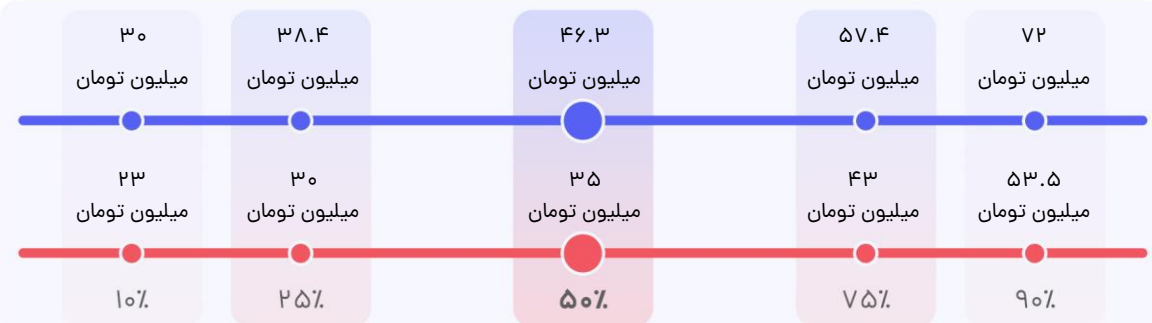 ۳۰ ۳۸.۴ ۴۶.۳ ۵۷.۴ ۷۲
میلیون تومان میلیون تومان میلیون تومان میلیون تومان میلیون تومان
۲۳ ۳۰ ۳۵ ۴۳ ۵۳.۵
میلیون تومان میلیون تومان میلیون تومان میلیون تومان میلیون تومان
۱۰٪ ۲۵٪ ۵۰٪ ۷۵٪ ۹۰٪